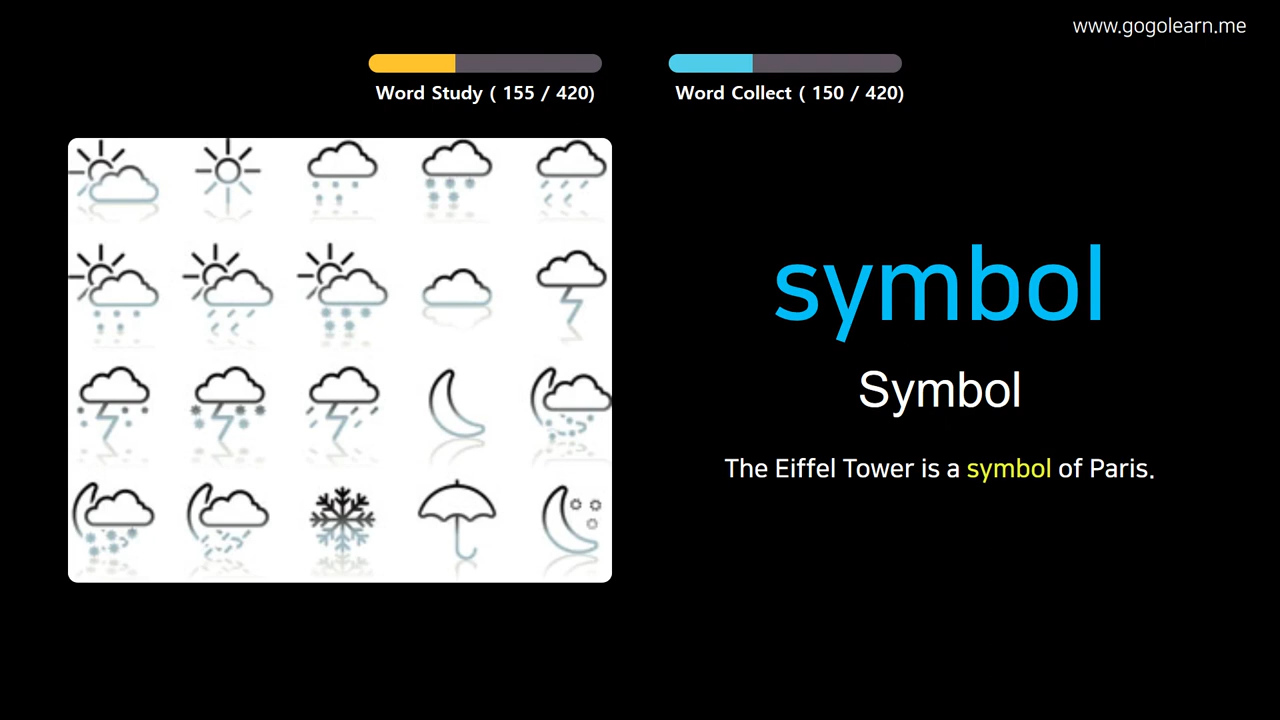 www.gogolearn.me
Word Study ( 155 / 420)
Word Collect ( 150 / 420)
symbol
Symbol
The Eiffel Tower is a symbol of Paris.